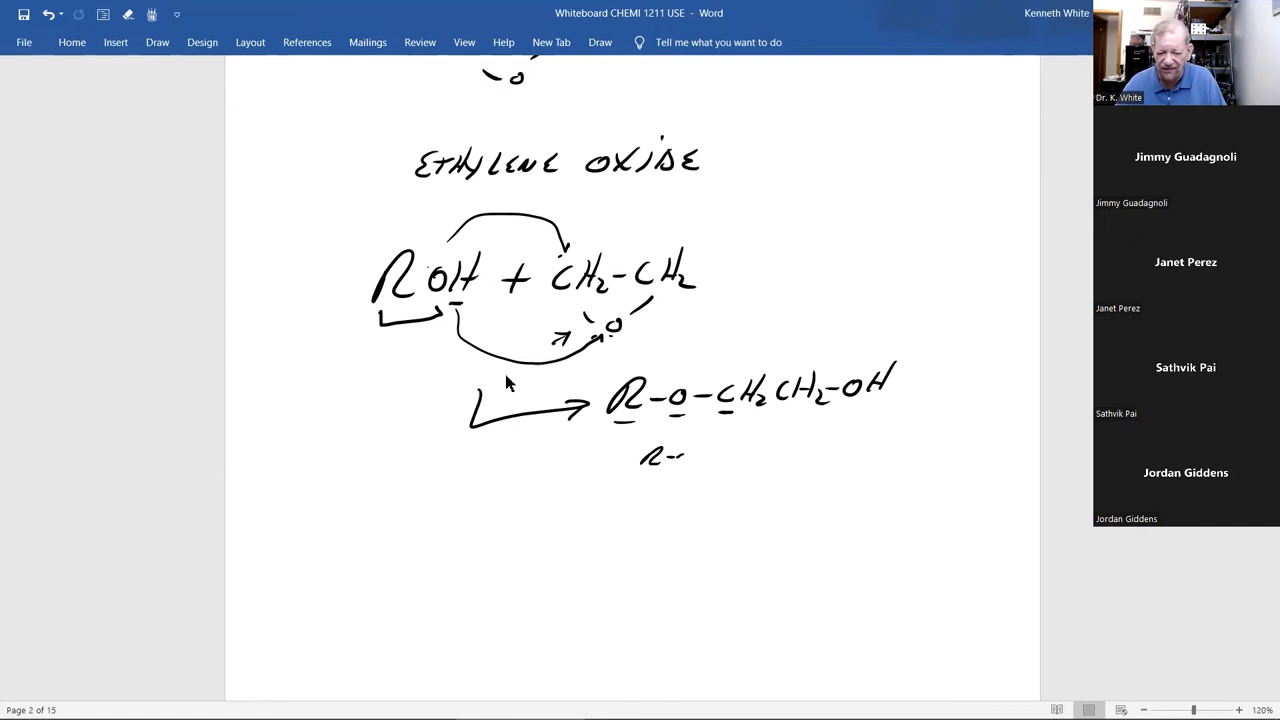 Whiteboard CHEMI 1211 USE - Word
Kenneth White
File Home Insert Draw Design Layout References Mailings Review View Help New Tab Draw Tell me what you want to do
Dr. K. White
O
ETHYLENE OXIDE
ROH + CH2-CH2
O
R-O-CH2CH2-OH
R-
Jimmy Guadagnoli
Jimmy Guadagnoli
Janet Perez
Janet Perez
Sathvik Pai
Sathvik Pai
Jordan Giddens
Jordan Giddens
Page 2 of 15
120%